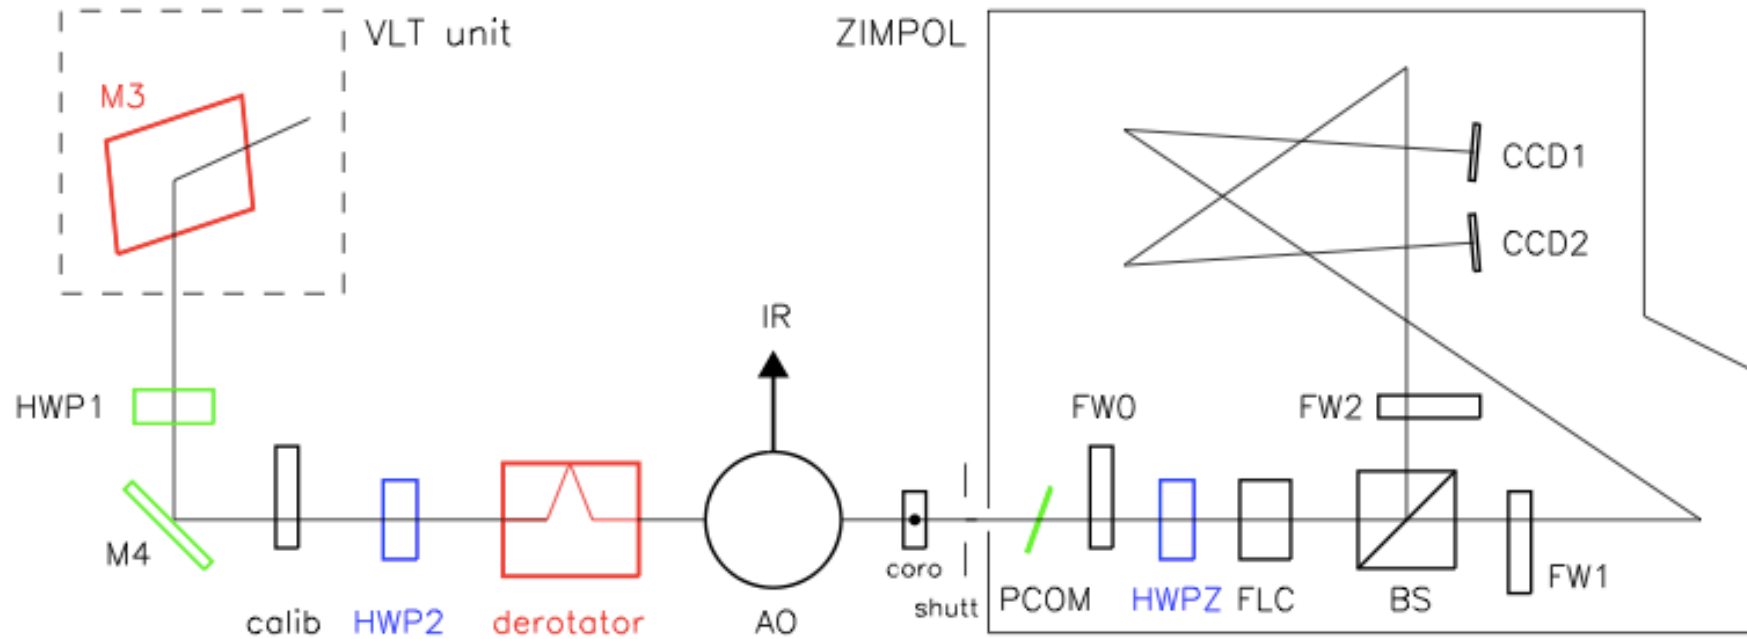 VLT unit
ZIMPOL
M3
CCD1
CCD2
IR
HWP1
FW0
FW2
M4
coro
FW1
shutt
PCOM
HWPZ
FLC
BS
calib
HWP2
derotator
AO